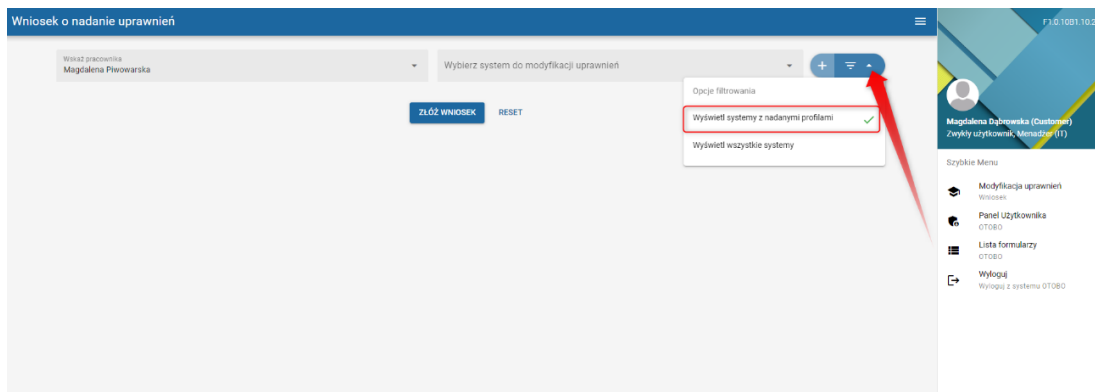 Wniosek o nadanie uprawnień
F1.0.1081.10.2
Wskaż pracownika
Magdalena Piwowarska
Wybierz system do modyfikacji uprawnień
Opcje filtrowania
ZŁÓŻ WNIOSEK RESET
Wyświetl systemy z nadanymi profilami
Wyświetl wszystkie systemy
Magdalena Dąbrowska (Customer)
Zwykły użytkownik, Menadżer (IT)
Szybkie Menu
Modyfikacja uprawnień
Wniosek
Panel Użytkownika
OTOBO
Lista formularzy
OTOBO
Wyloguj
Wyloguj z systemu OTOBO